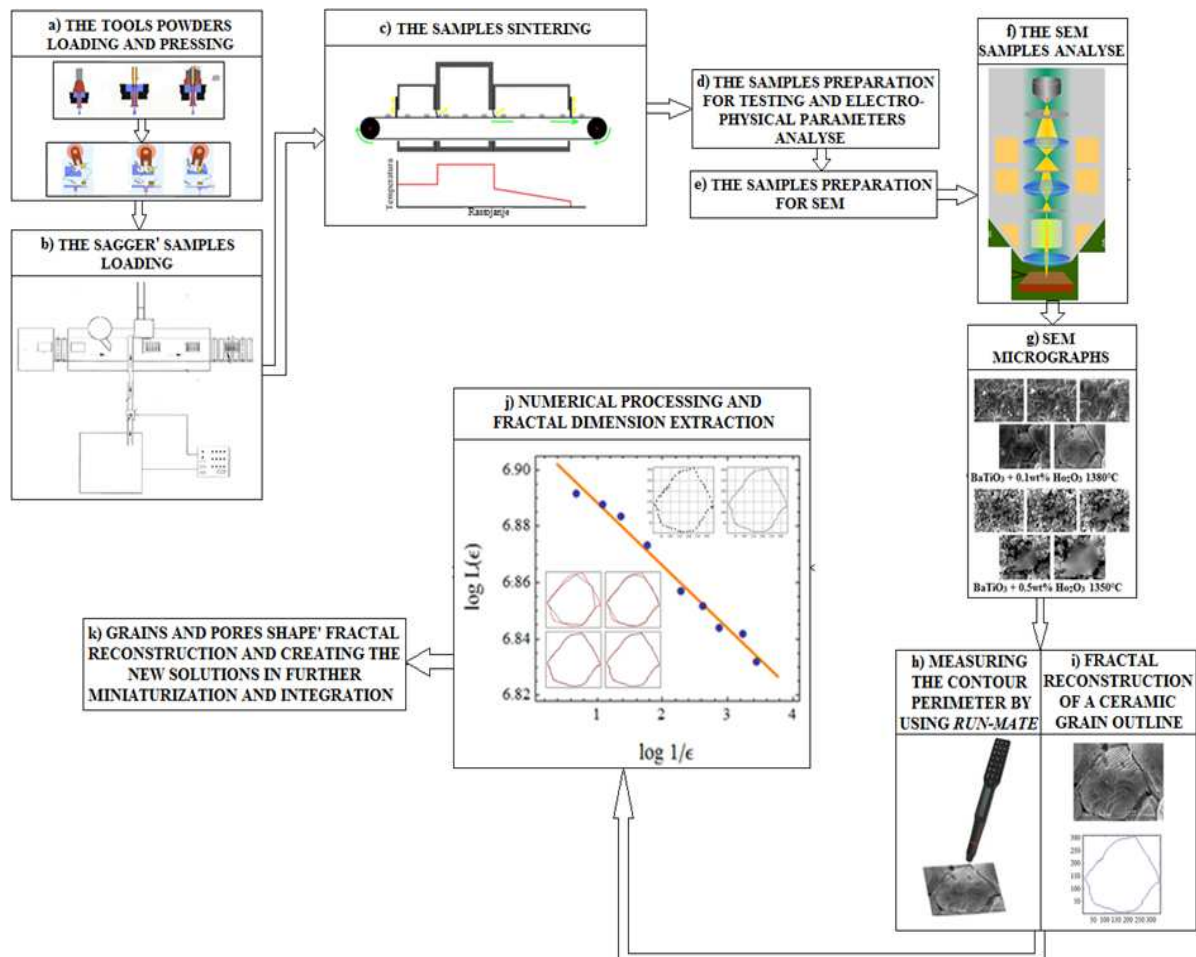 a) THE TOOLS POWDERS
LOADING AND PRESSING
b) THE SAGGER' SAMPLES
LOADING
c) THE SAMPLES SINTERING
Temperatura
Rastojanje
d) THE SAMPLES PREPARATION
FOR TESTING AND ELECTRO-
PHYSICAL PARAMETERS
ANALYSE
e) THE SAMPLES PREPARATION
FOR SEM
f) THE SEM
SAMPLES ANALYSE
g) SEM
MICROGRAPHS
BaTiO₃ + 0.1wt% Ho₂O₃ 1380°C
BaTiO₃ + 0.5wt% Ho₂O₃ 1350°C
h) MEASURING
THE CONTOUR
PERIMETER BY
USING RUN-MATE
i) FRACTAL
RECONSTRUCTION
OF A CERAMIC
GRAIN OUTLINE
300
250
200
150
100
50
50 100 150 200 250 300
j) NUMERICAL PROCESSING AND
FRACTAL DIMENSION EXTRACTION
6.90
6.88
6.86
6.84
6.82
log L(ϵ)
1 2 3 4
log 1/ϵ
k) GRAINS AND PORES SHAPE' FRACTAL
RECONSTRUCTION AND CREATING THE
NEW SOLUTIONS IN FURTHER
MINIATURIZATION AND INTEGRATION